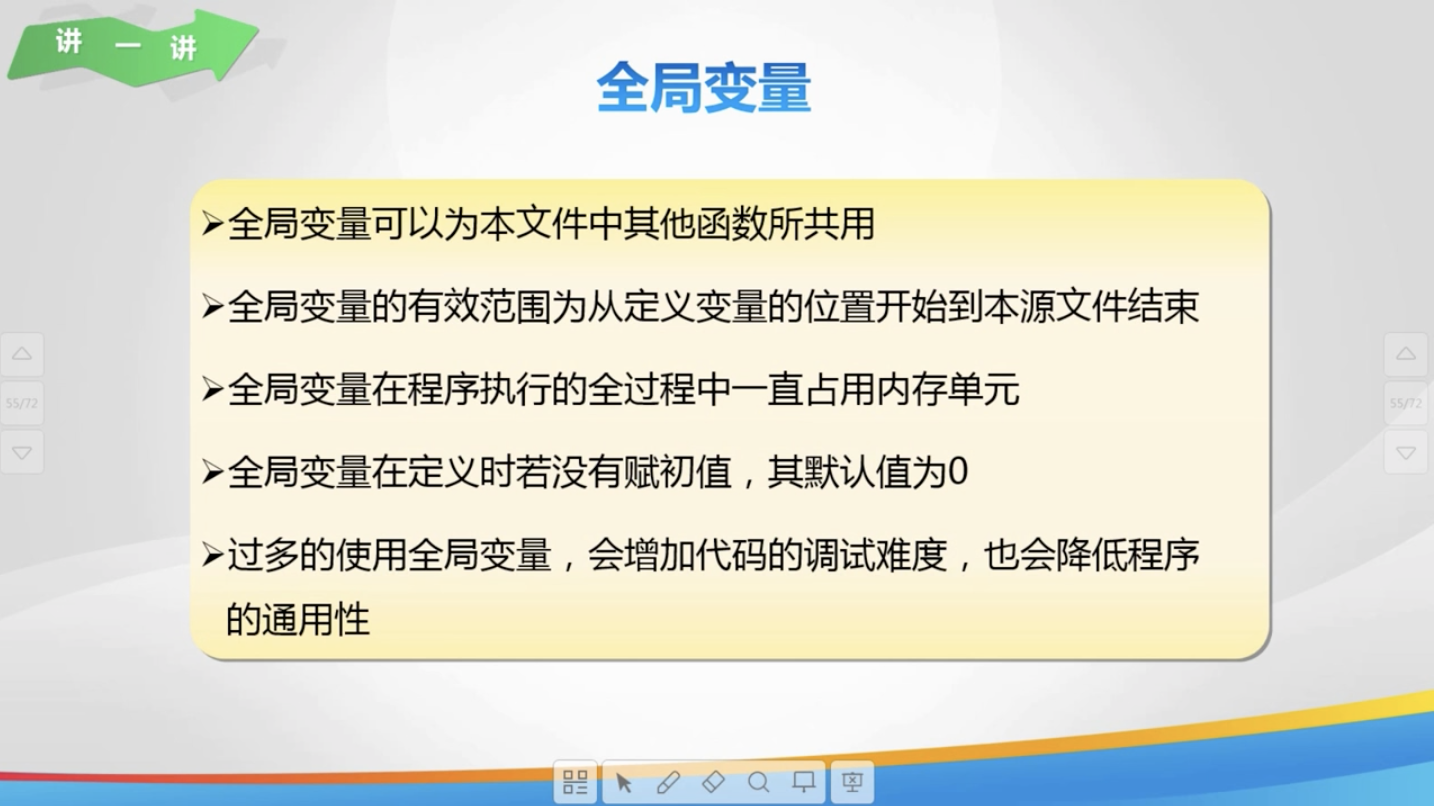 讲一讲
全局变量
➢全局变量可以为本文件中其他函数所共用
➢全局变量的有效范围为从定义变量的位置开始到本源文件结束
➢全局变量在程序执行的全过程中一直占用内存单元
➢全局变量在定义时若没有赋初值，其默认值为0
➢过多的使用全局变量，会增加代码的调试难度，也会降低程序
的通用性
55/72
55/72